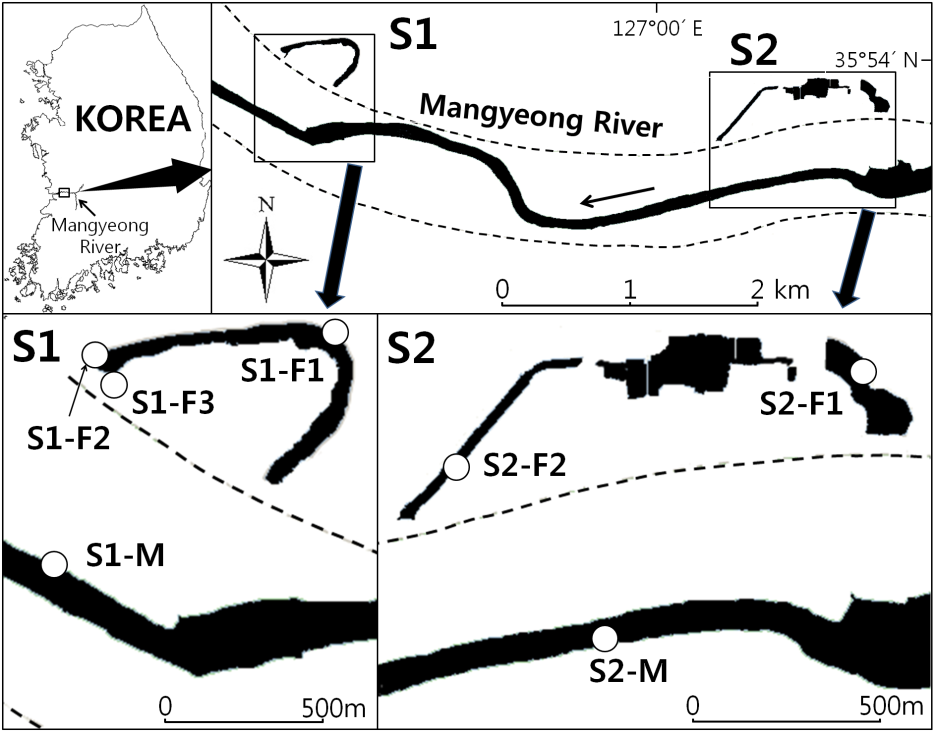 KOREA
Mangyeong
River
S1
127°00´ E
S2
35°54´ N
Mangyeong River
N
0 1 2 km
S1
S1-F1
S1-F3
S1-F2
S1-M
0 500m
S2
S2-F1
S2-F2
S2-M
0 500m